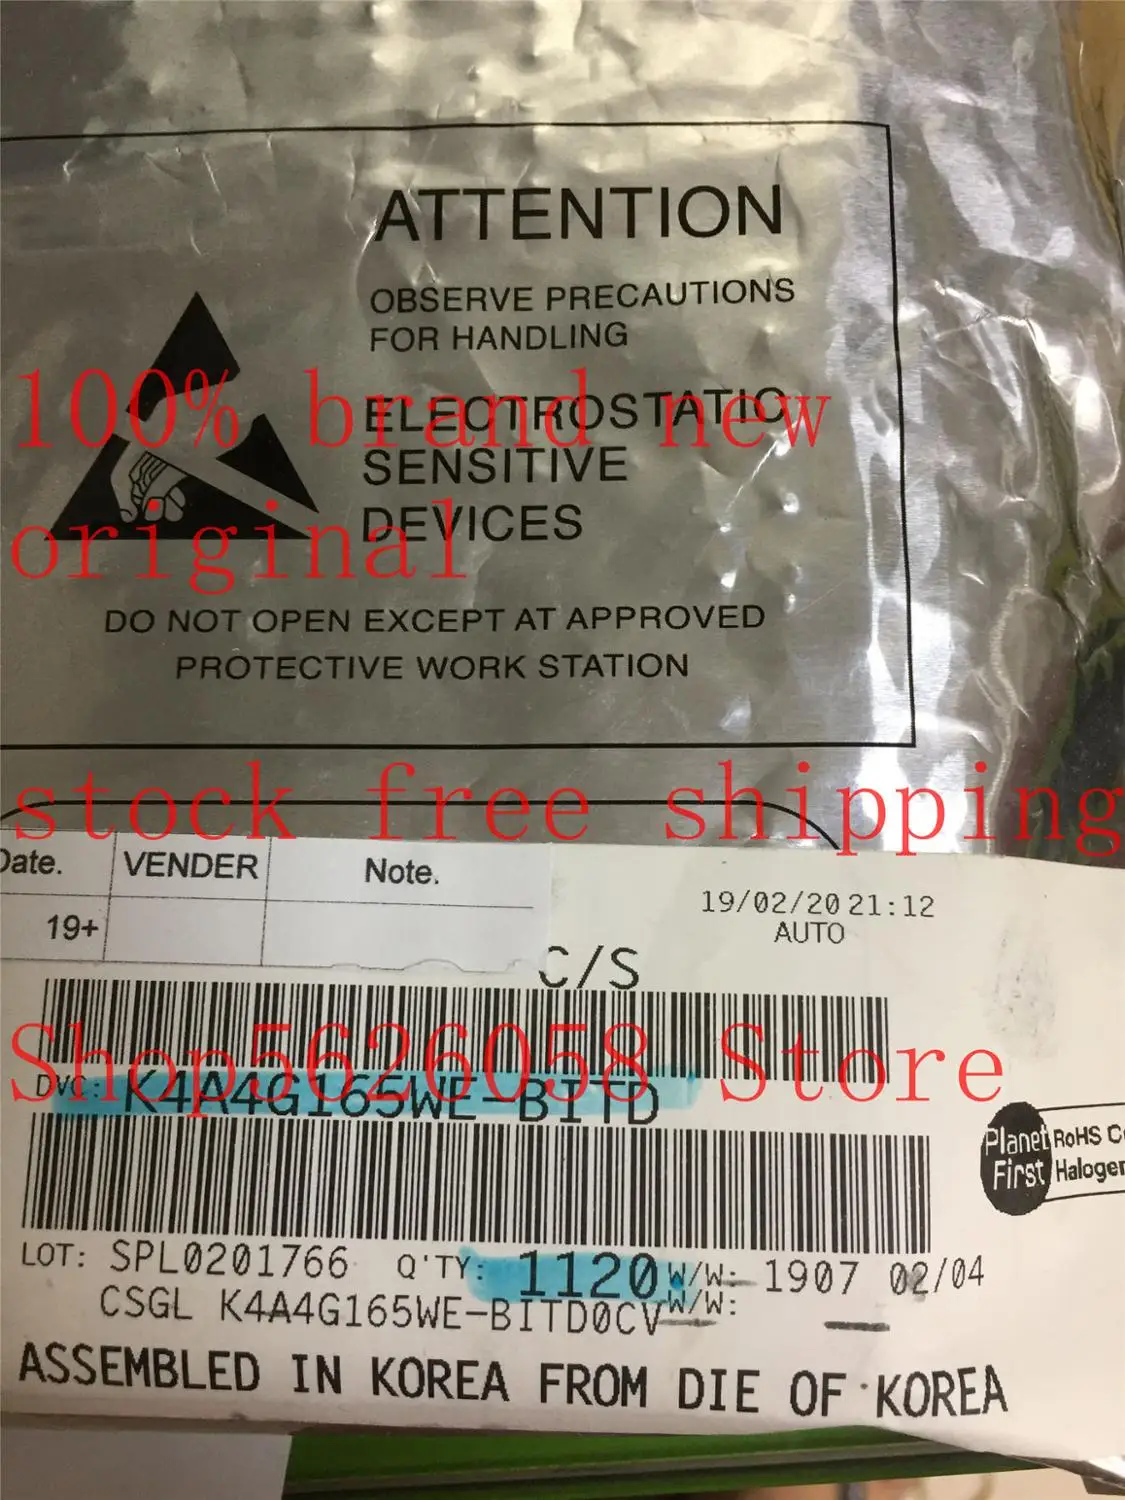 ATTENTION
OBSERVE PRECAUTIONS
FOR HANDLING
100% brand new
ELECTROSTATIC
SENSITIVE
original
DEVICES
DO NOT OPEN EXCEPT AT APPROVED
PROTECTIVE WORK STATION
stock free shipping
Date. VENDER Note.
19+
19/02/20 21:12
AUTO
C/S
Shop5626058 Store
DVC: K4A4G165WE-BITD
Planet First RoHS
LOT: SPL0201766 Q'TY: 1120 W/W: 1907 02/04
CSGL K4A4G165WE-BITD0CV W/W:
ASSEMBLED IN KOREA FROM DIE OF KOREA